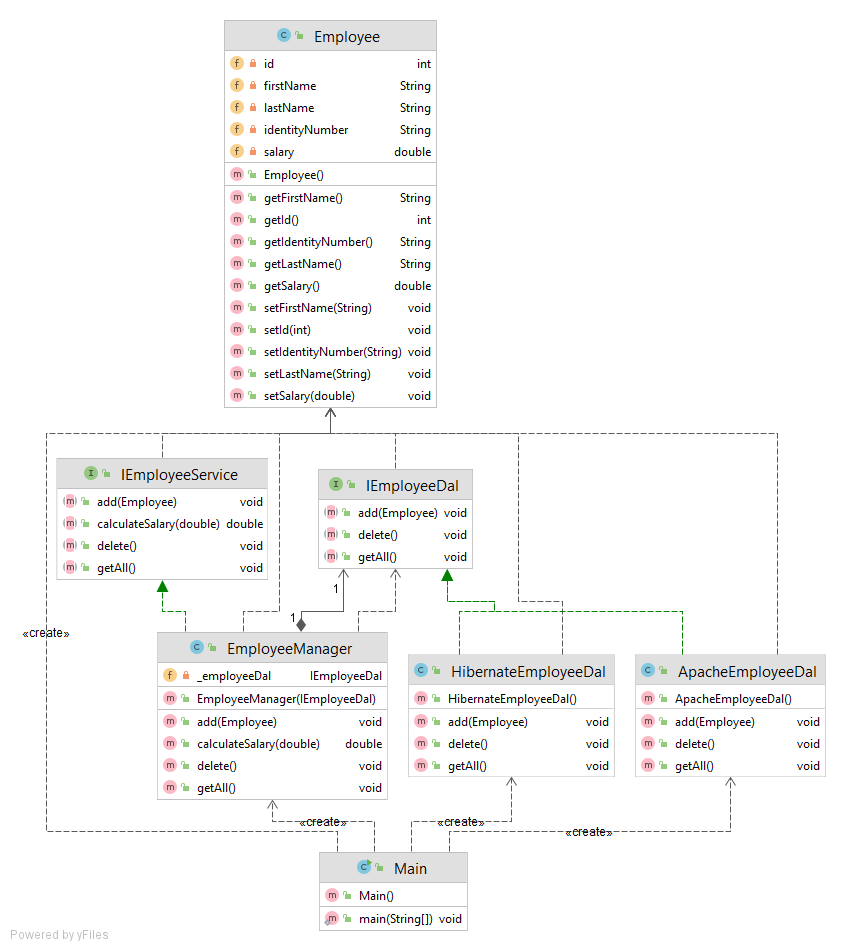 Employee
id int
firstName String
lastName String
identityNumber String
salary double
Employee()
getFirstName() String
getId() int
getIdentityNumber() String
getLastName() String
getSalary() double
setFirstName(String) void
setId(int) void
setIdentityNumber(String) void
setLastName(String) void
setSalary(double) void
IEmployeeService
add(Employee) void
calculateSalary(double) double
delete() void
getAll() void
IEmployeeDal
add(Employee) void
delete() void
getAll() void
1
1
«create»
EmployeeManager
_employeeDal IEmployeeDal
EmployeeManager(IEmployeeDal)
add(Employee) void
calculateSalary(double) double
delete() void
getAll() void
HibernateEmployeeDal
HibernateEmployeeDal()
add(Employee) void
delete() void
getAll() void
ApacheEmployeeDal
ApacheEmployeeDal()
add(Employee) void
delete() void
getAll() void
«create»
«create»
«create»
Main
Main()
main(String[]) void
Powered by yFiles